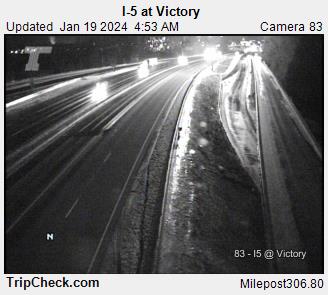 I-5 at Victory
Updated Jan 19 2024 4:53 AM Camera 83
T
N
83 - I5 @ Victory
TripCheck.com Milepost306.80